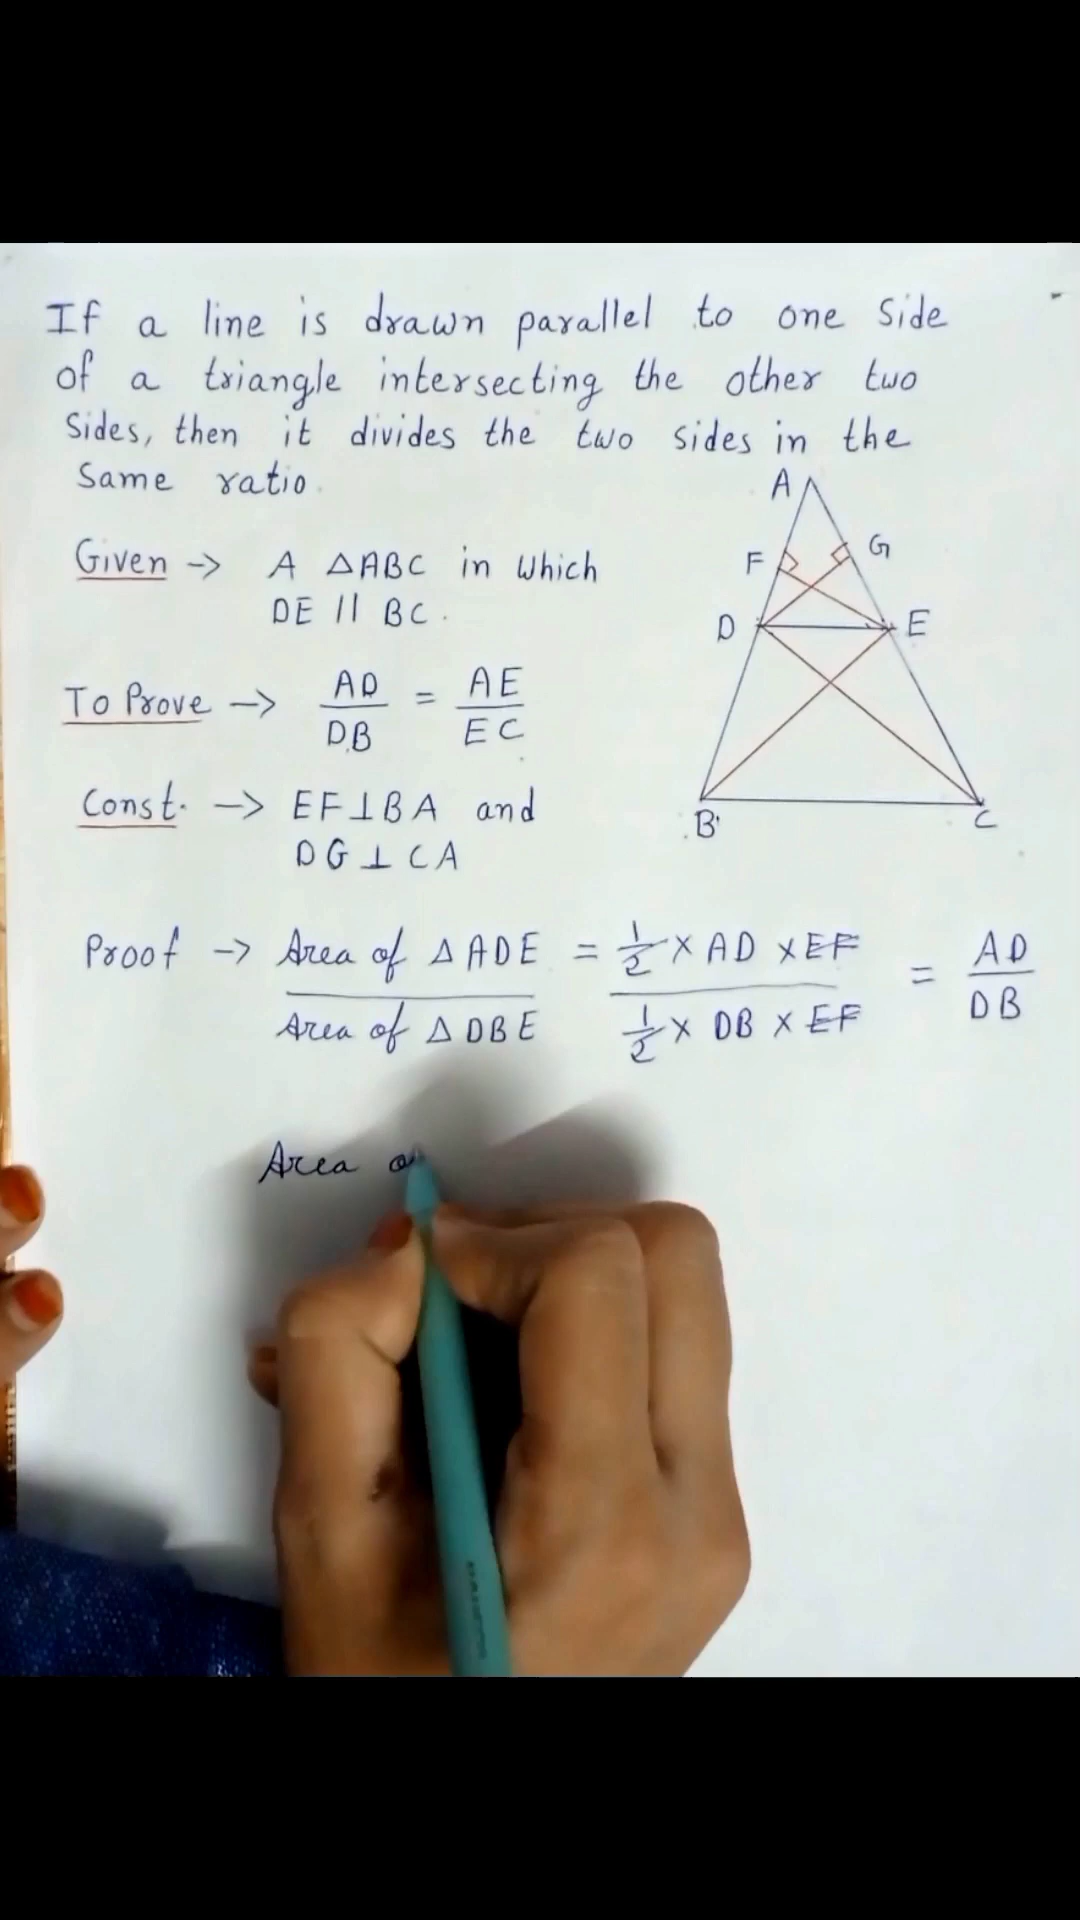 If a line is drawn parallel to one Side
of a triangle intersecting the other two
Sides, then it divides the two sides in the
Same ratio.
A
F
G
D
E
B
C
Given -> A △ABC in which
DE || BC.
To Prove -> AD/DB = AE/EC
Const. -> EF⊥BA and
DG ⊥ CA
Proof -> Area of △ADE / Area of △DBE = 1/2 × AD × EF / 1/2 × DB × EF = AD/DB
Area